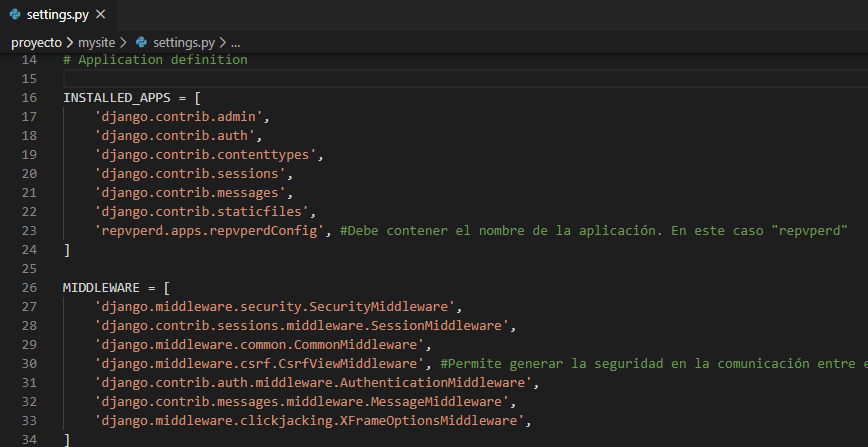 settings.py ×
proyecto > mysite > settings.py > ...
14 # Application definition
15
16 INSTALLED_APPS = [
17 'django.contrib.admin',
18 'django.contrib.auth',
19 'django.contrib.contenttypes',
20 'django.contrib.sessions',
21 'django.contrib.messages',
22 'django.contrib.staticfiles',
23 'repvperd.apps.repvperdConfig', #Debe contener el nombre de la aplicación. En este caso "repvperd"
24 ]
25
26 MIDDLEWARE = [
27 'django.middleware.security.SecurityMiddleware',
28 'django.contrib.sessions.middleware.SessionMiddleware',
29 'django.middleware.common.CommonMiddleware',
30 'django.middleware.csrf.CsrfViewMiddleware', #Permite generar la seguridad en la comunicación entre
31 'django.contrib.auth.middleware.AuthenticationMiddleware',
32 'django.contrib.messages.middleware.MessageMiddleware',
33 'django.middleware.clickjacking.XFrameOptionsMiddleware',
34 ]